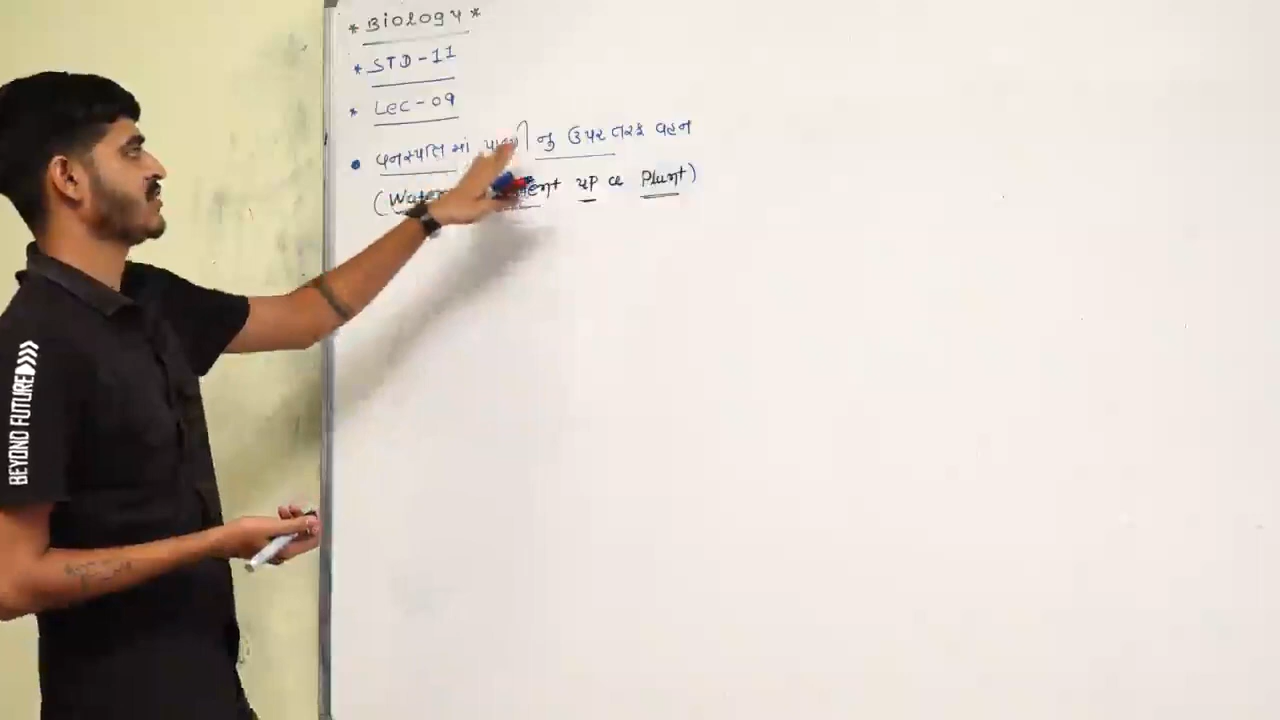 * Biology *
* STD-11
* Lec-09
• વનસ્પતિ માં નુ ઉપર તરફ વહન
(Water up a Plant)
BEYOND FUTURE